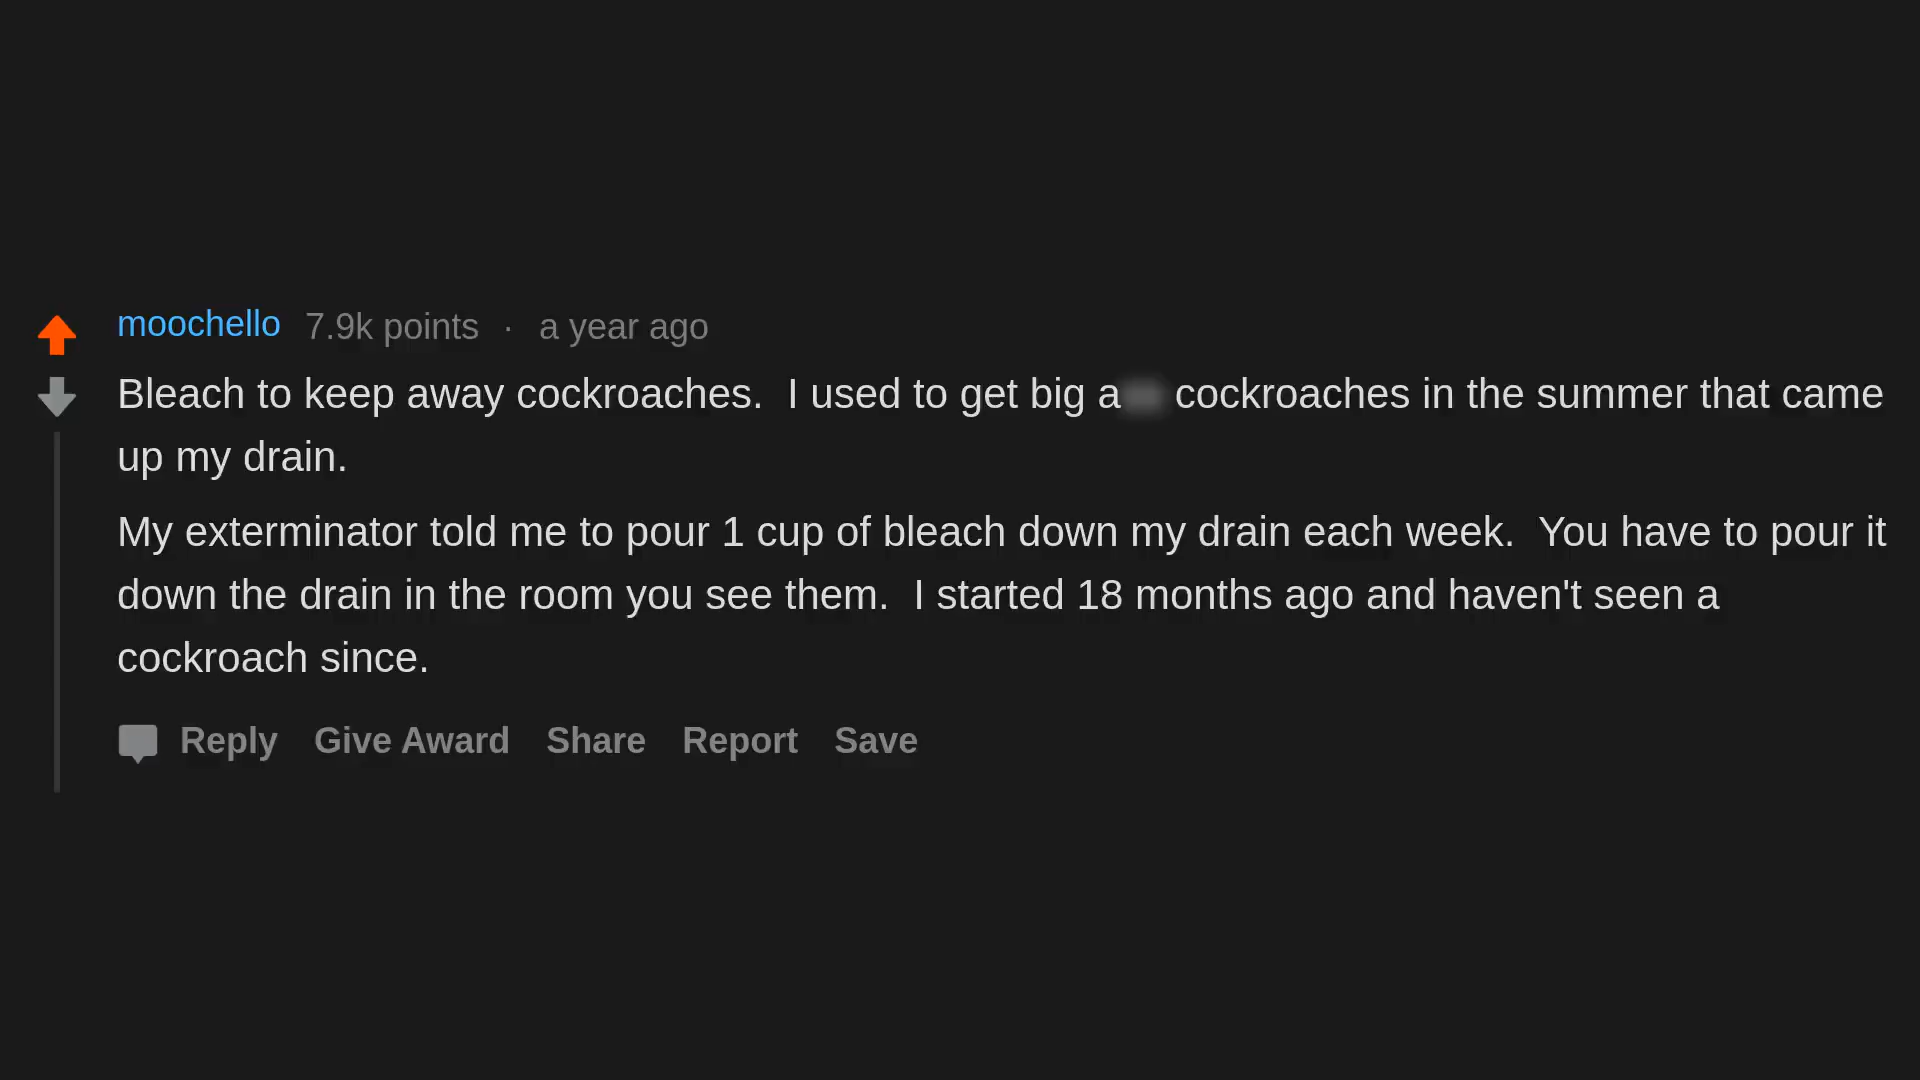 moochello 7.9k points · a year ago
Bleach to keep away cockroaches.  I used to get big a cockroaches in the summer that came
up my drain.
My exterminator told me to pour 1 cup of bleach down my drain each week.  You have to pour it
down the drain in the room you see them.  I started 18 months ago and haven't seen a
cockroach since.
Reply Give Award Share Report Save